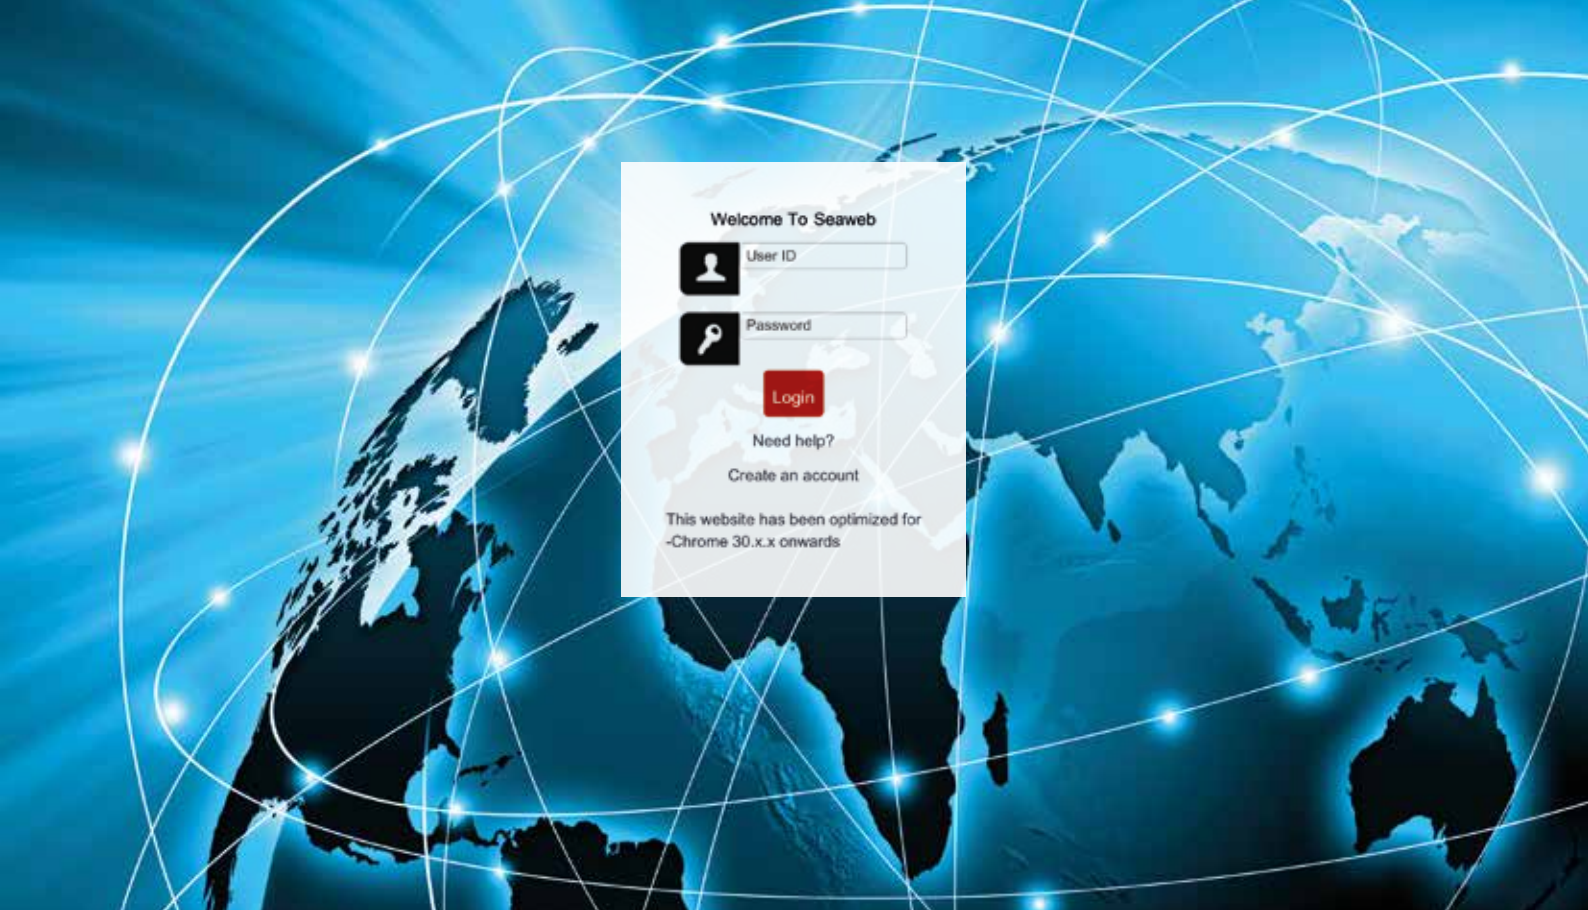 Welcome To Seaweb
User ID
Password
Login
Need help?
Create an account
This website has been optimized for
-Chrome 30.x.x onwards